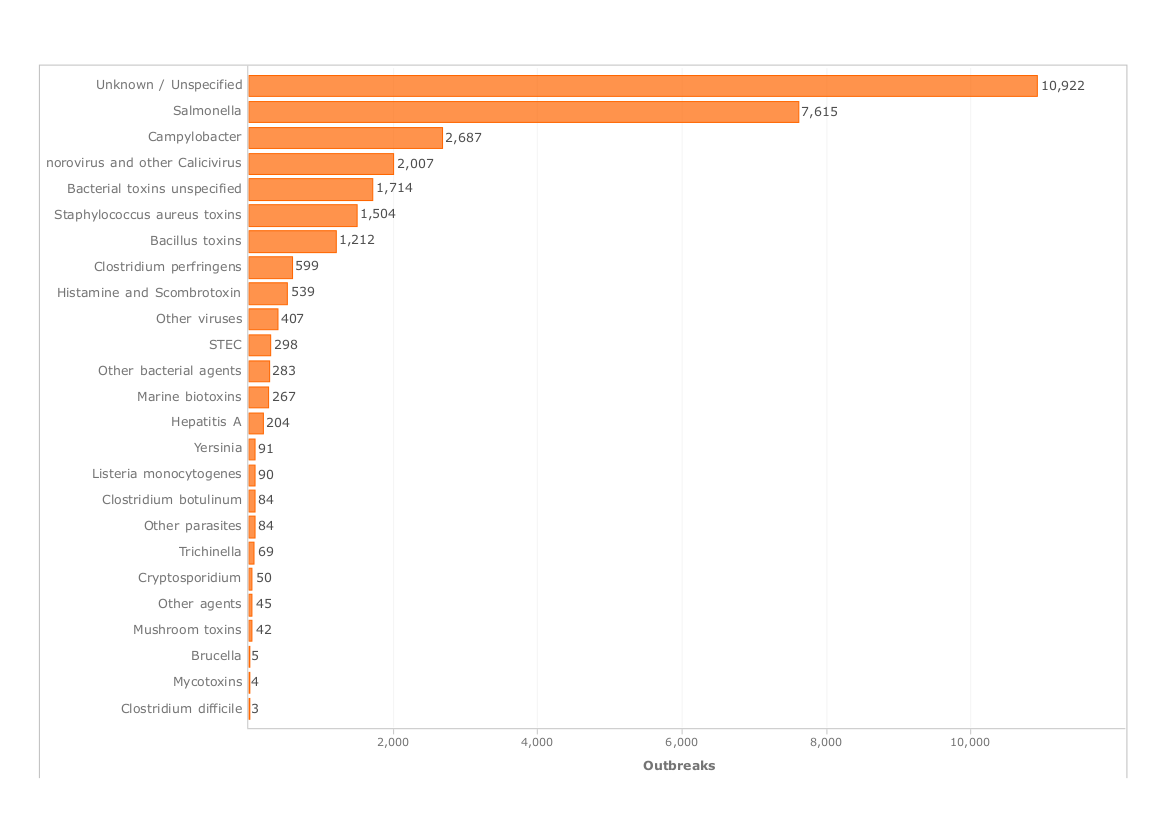 Unknown / Unspecified 10,922
Salmonella 7,615
Campylobacter 2,687
norovirus and other Calicivirus 2,007
Bacterial toxins unspecified 1,714
Staphylococcus aureus toxins 1,504
Bacillus toxins 1,212
Clostridium perfringens 599
Histamine and Scombrotoxin 539
Other viruses 407
STEC 298
Other bacterial agents 283
Marine biotoxins 267
Hepatitis A 204
Yersinia 91
Listeria monocytogenes 90
Clostridium botulinum 84
Other parasites 84
Trichinella 69
Cryptosporidium 50
Other agents 45
Mushroom toxins 42
Brucella 5
Mycotoxins 4
Clostridium difficile 3
2,000 4,000 6,000 8,000 10,000
Outbreaks